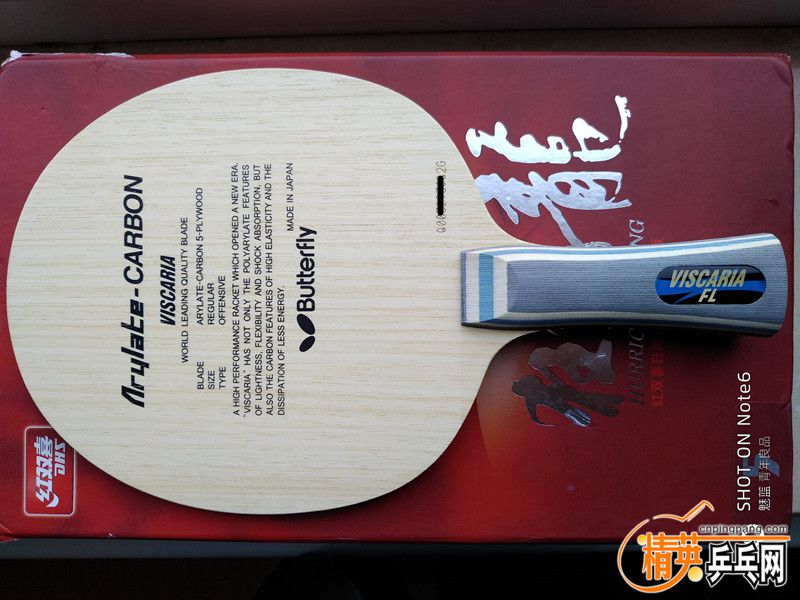 Arylate-CARBON
VISCARIA
WORLD LEADING QUALITY BLADE
BLADE ARYLATE-CARBON 5-PLYWOOD
SIZE REGULAR
TYPE OFFENSIVE
A HIGH PERFORMANCE RACKET WHICH OPENED A NEW ERA.
"VISCARIA" HAS NOT ONLY THE POLYARYLATE FEATURES
OF LIGHTNESS, FLEXIBILITY AND SHOCK ABSORPTION, BUT
ALSO THE CARBON FEATURES OF HIGH ELASTICITY AND THE
DISSIPATION OF LESS ENERGY.
MADE IN JAPAN
Butterfly
VISCARIA
FL
龙
HURRIC
红双喜
DHS
SHOT ON Note6
魅蓝 青年良品
cnpingpang.com
精英乒乓网